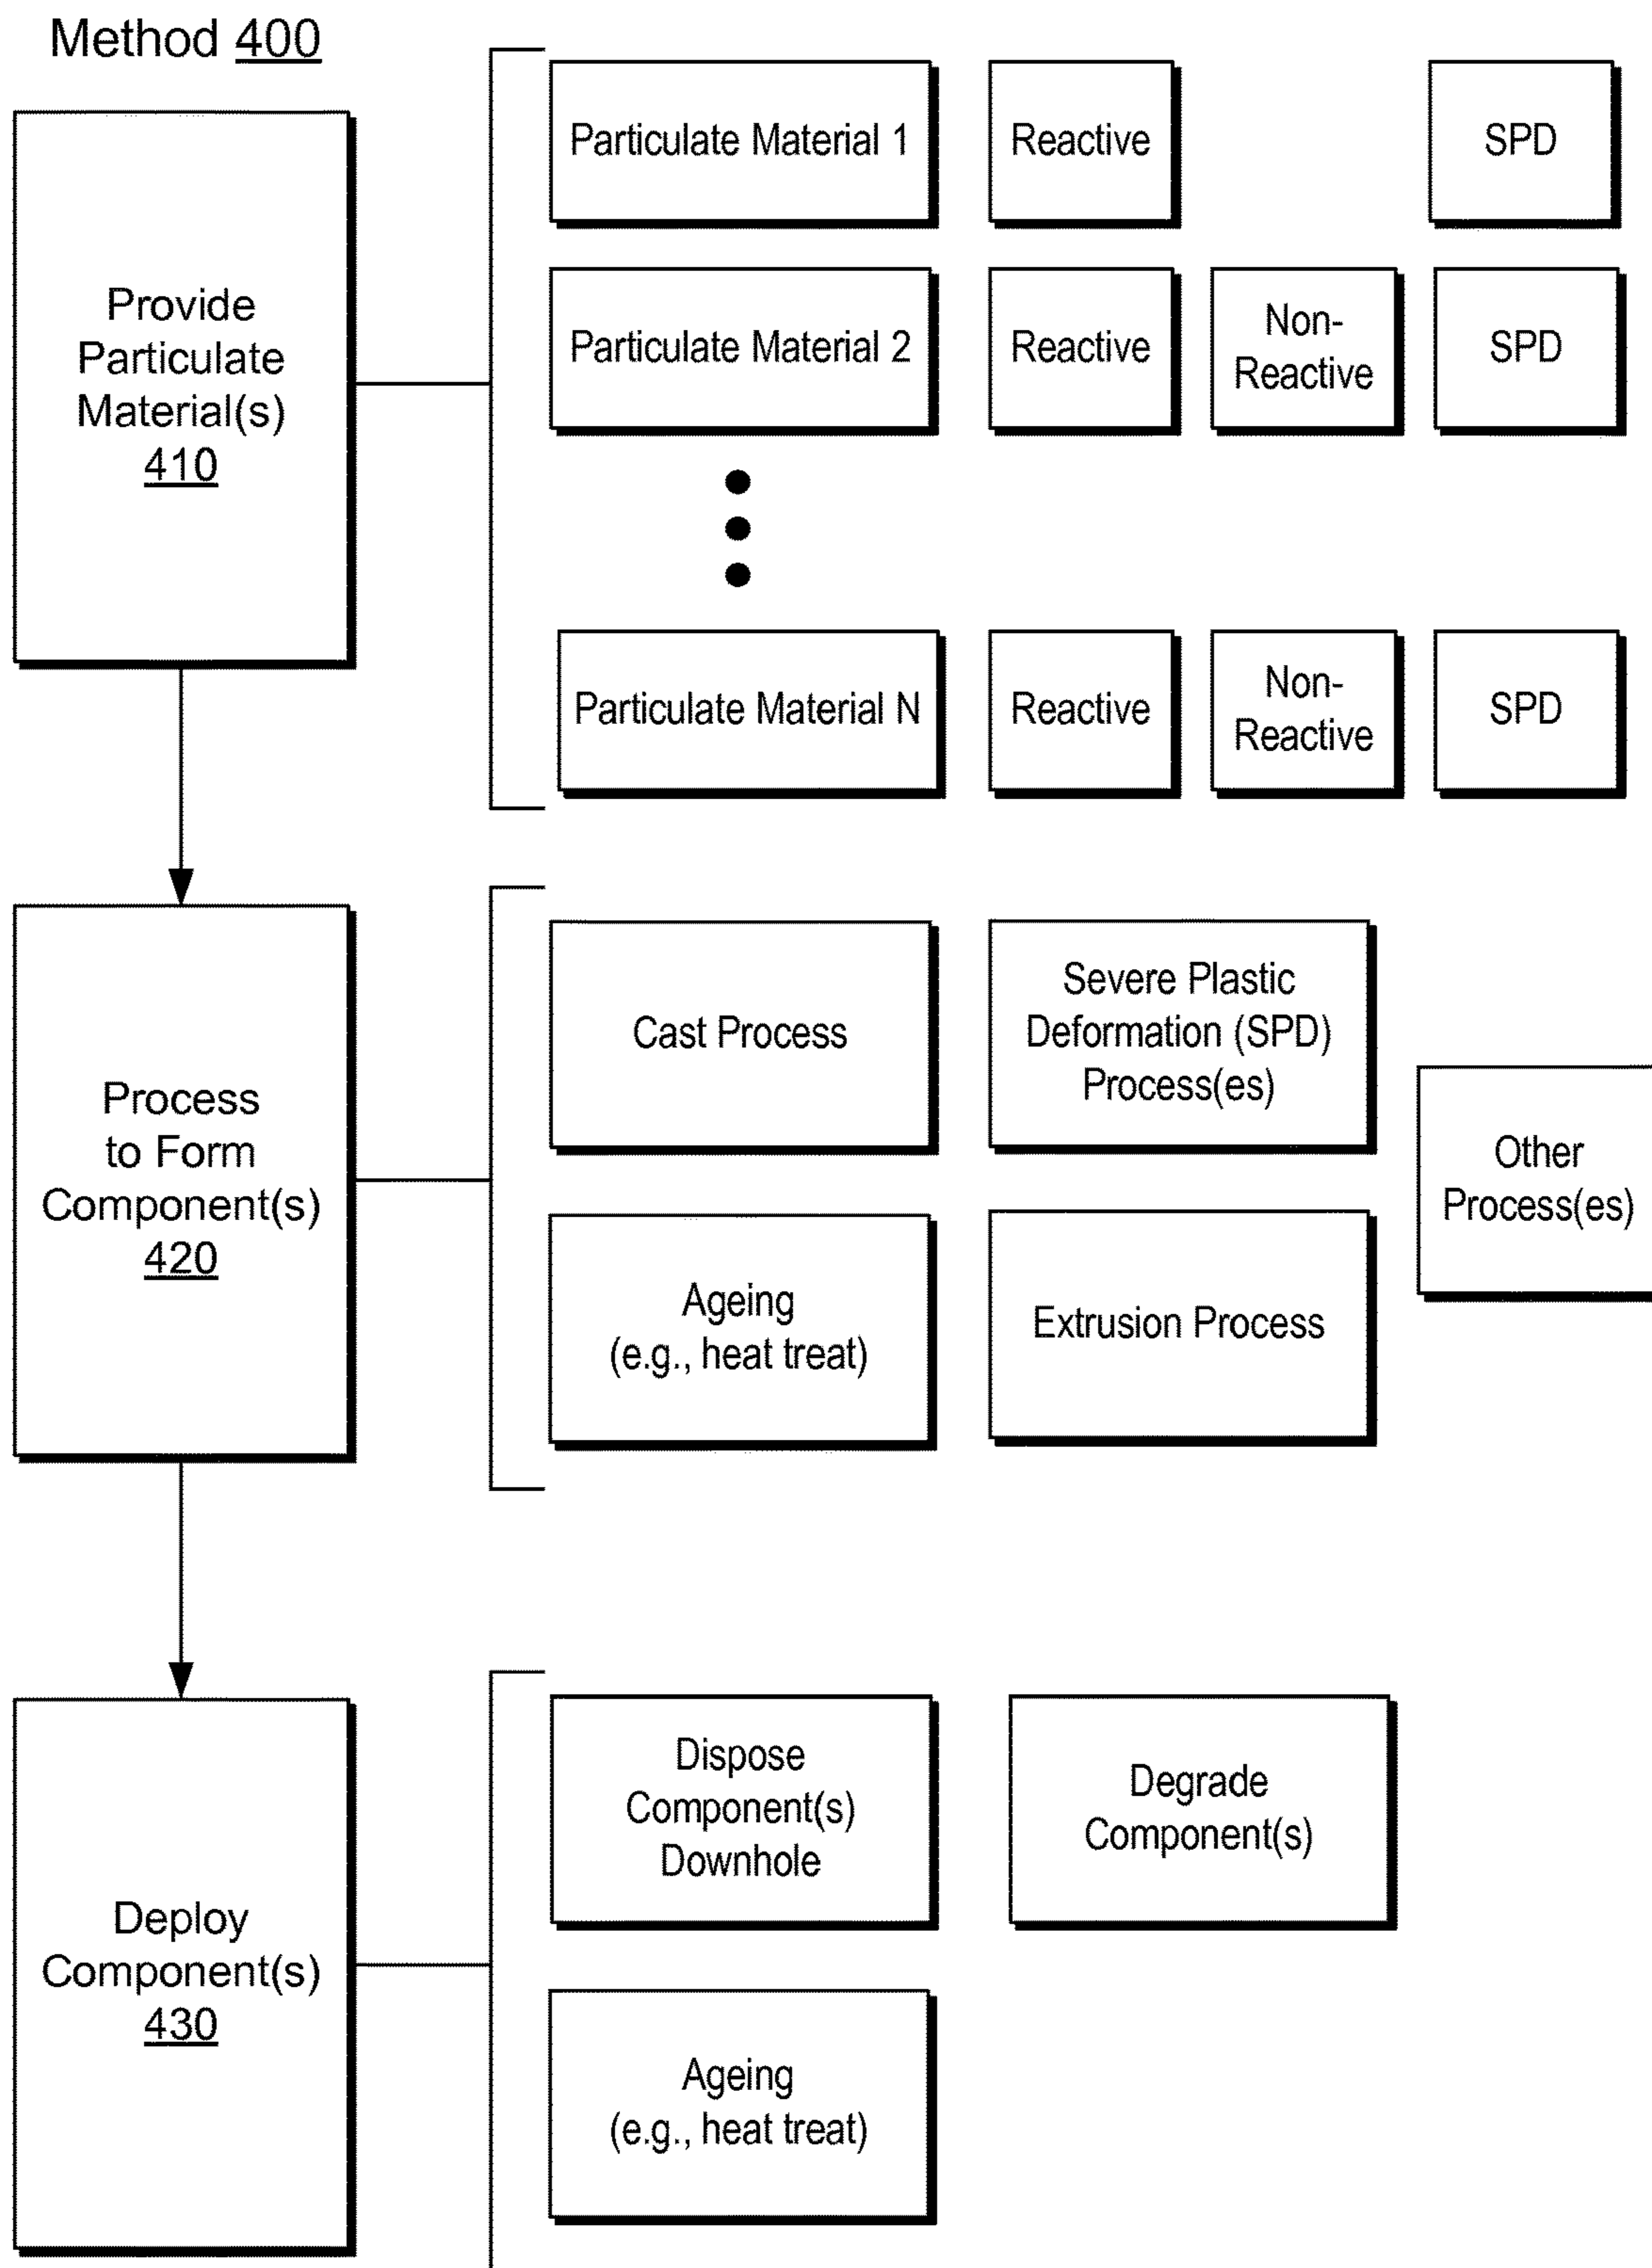 Method 400
Provide
Particulate
Material(s)
410
Particulate Material 1
Reactive
SPD
Particulate Material 2
Reactive
Non-
Reactive
SPD
Particulate Material N
Reactive
Non-
Reactive
SPD
Process
to Form
Component(s)
420
Cast Process
Severe Plastic
Deformation (SPD)
Process(es)
Other
Process(es)
Ageing
(e.g., heat treat)
Extrusion Process
Deploy
Component(s)
430
Dispose
Component(s)
Downhole
Degrade
Component(s)
Ageing
(e.g., heat treat)